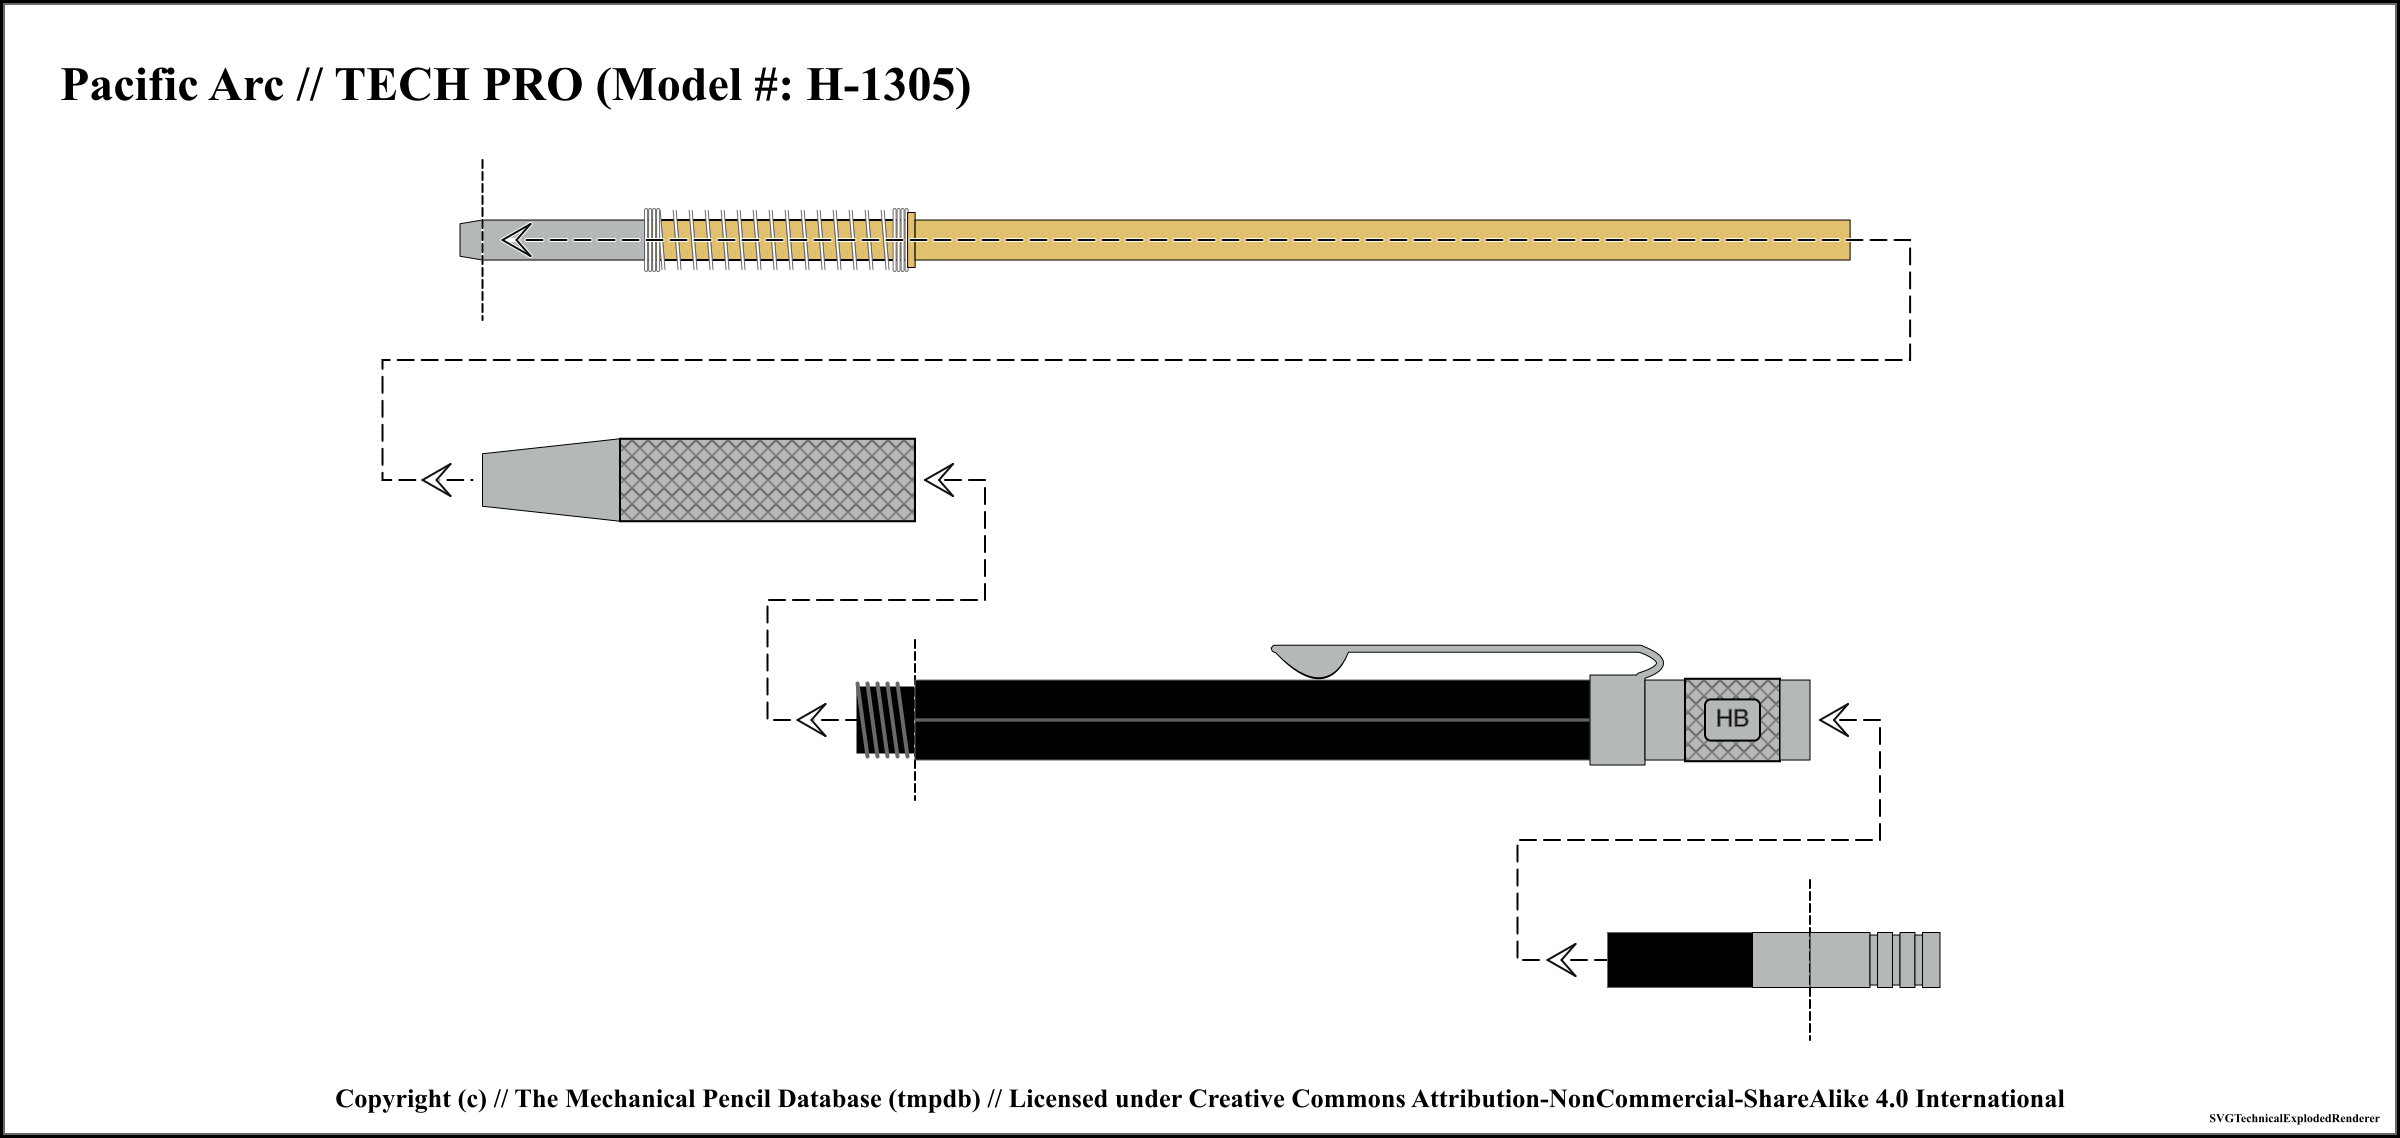 Pacific Arc // TECH PRO (Model #: H-1305)
HB
Copyright (c) // The Mechanical Pencil Database (tmpdb) // Licensed under Creative Commons Attribution-NonCommercial-ShareAlike 4.0 International
SVGTechnicalExplodedRenderer